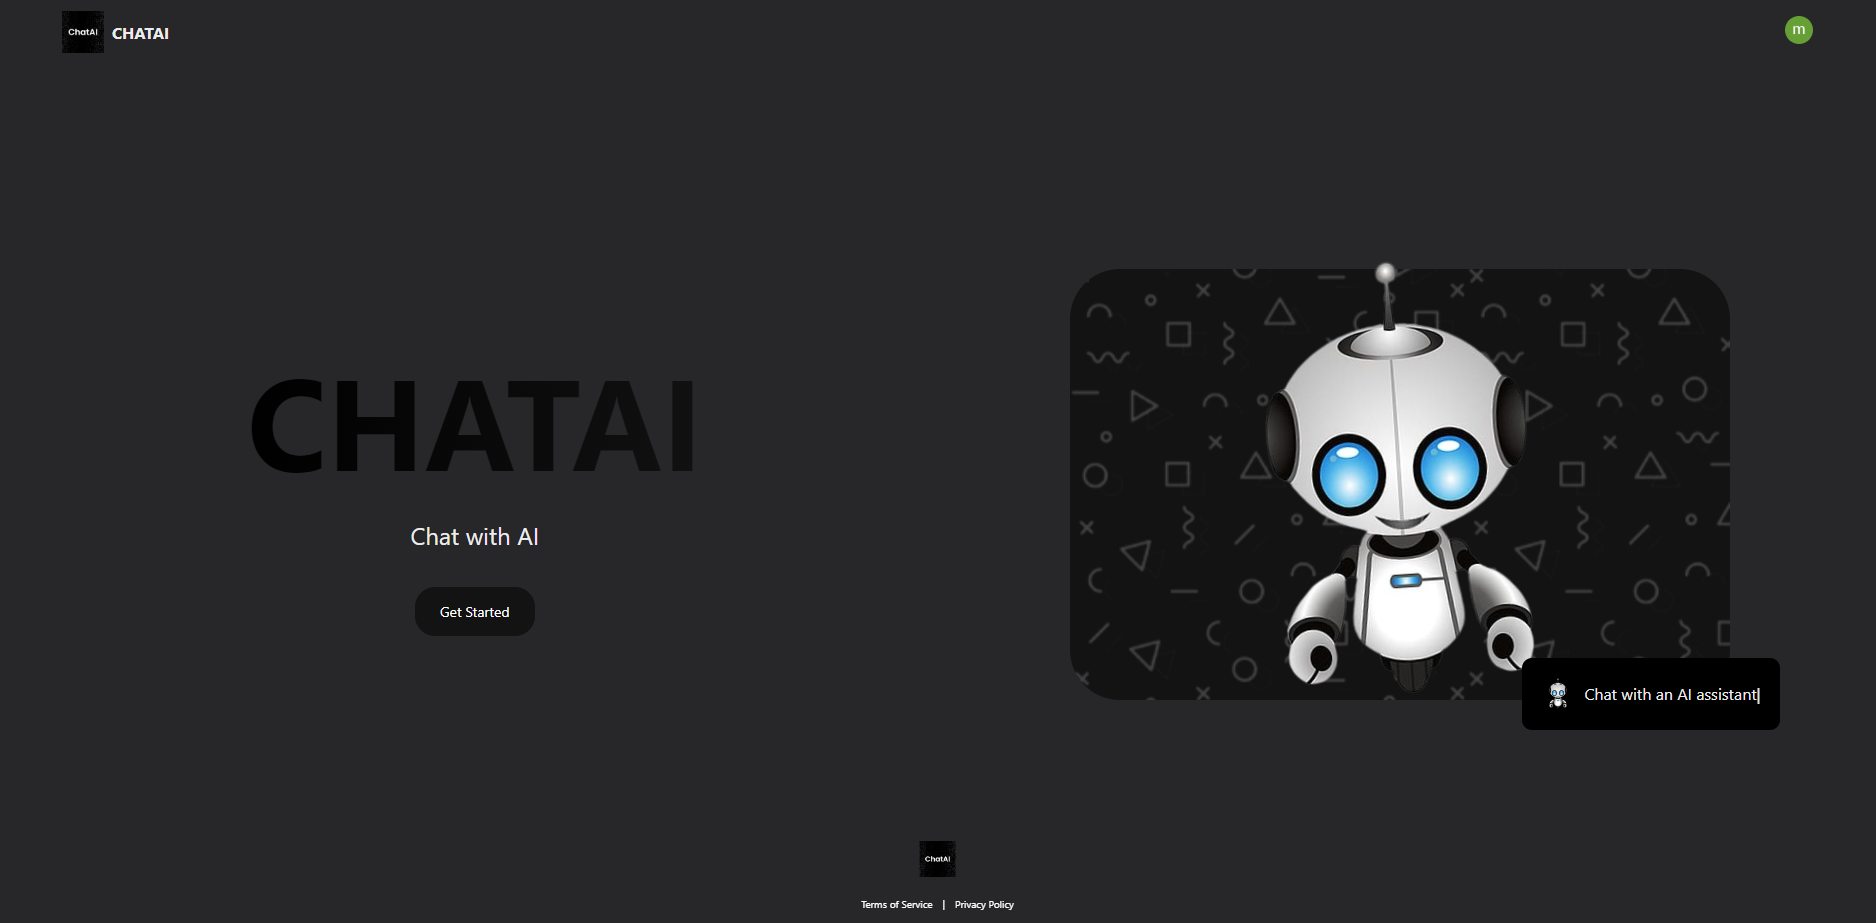 ChatAI CHATAI
m
CHATAI
Chat with AI
Get Started
Chat with an AI assistant
ChatAI
Terms of Service | Privacy Policy